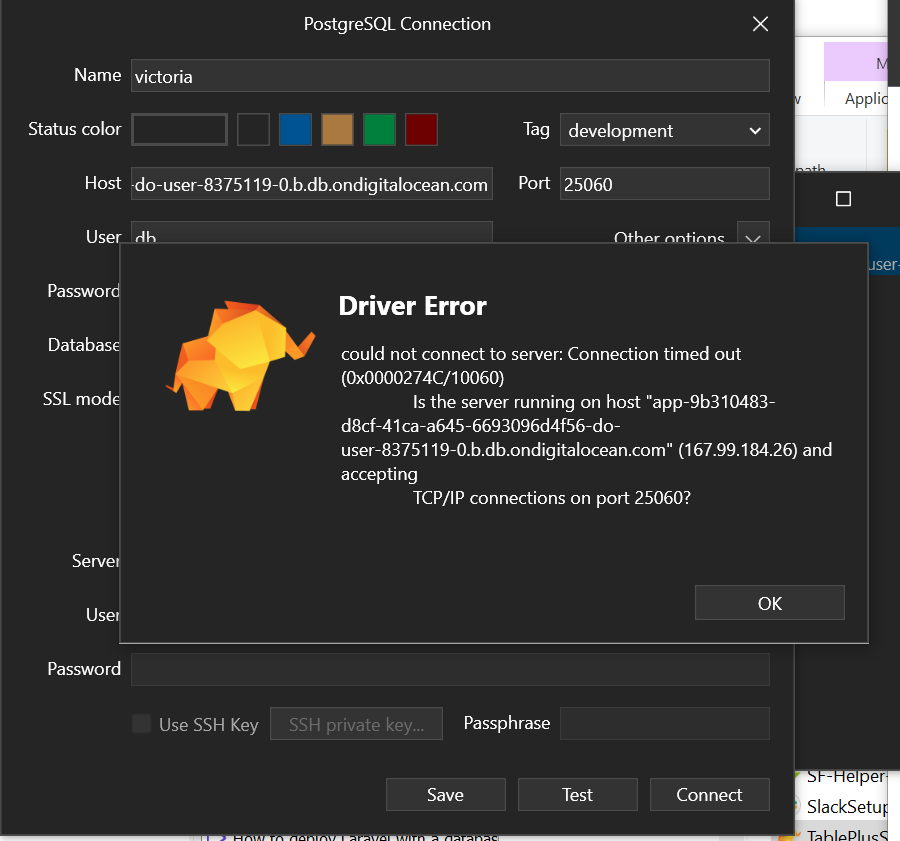 PostgreSQL Connection
Name victoria
Status color Tag development
Host -do-user-8375119-0.b.db.ondigitalocean.com Port 25060
User db Other options
Password
Database
SSL mode
Driver Error
could not connect to server: Connection timed out
(0x0000274C/10060)
Is the server running on host "app-9b310483-
d8cf-41ca-a645-6693096d4f56-do-
user-8375119-0.b.db.ondigitalocean.com" (167.99.184.26) and
accepting
TCP/IP connections on port 25060?
OK
Server
User
Password
Use SSH Key SSH private key... Passphrase
Save Test Connect
M
w Applic
path
user-
SF-Helper-
SlackSetup
TablePlusS
How to deploy Laravel with a databas